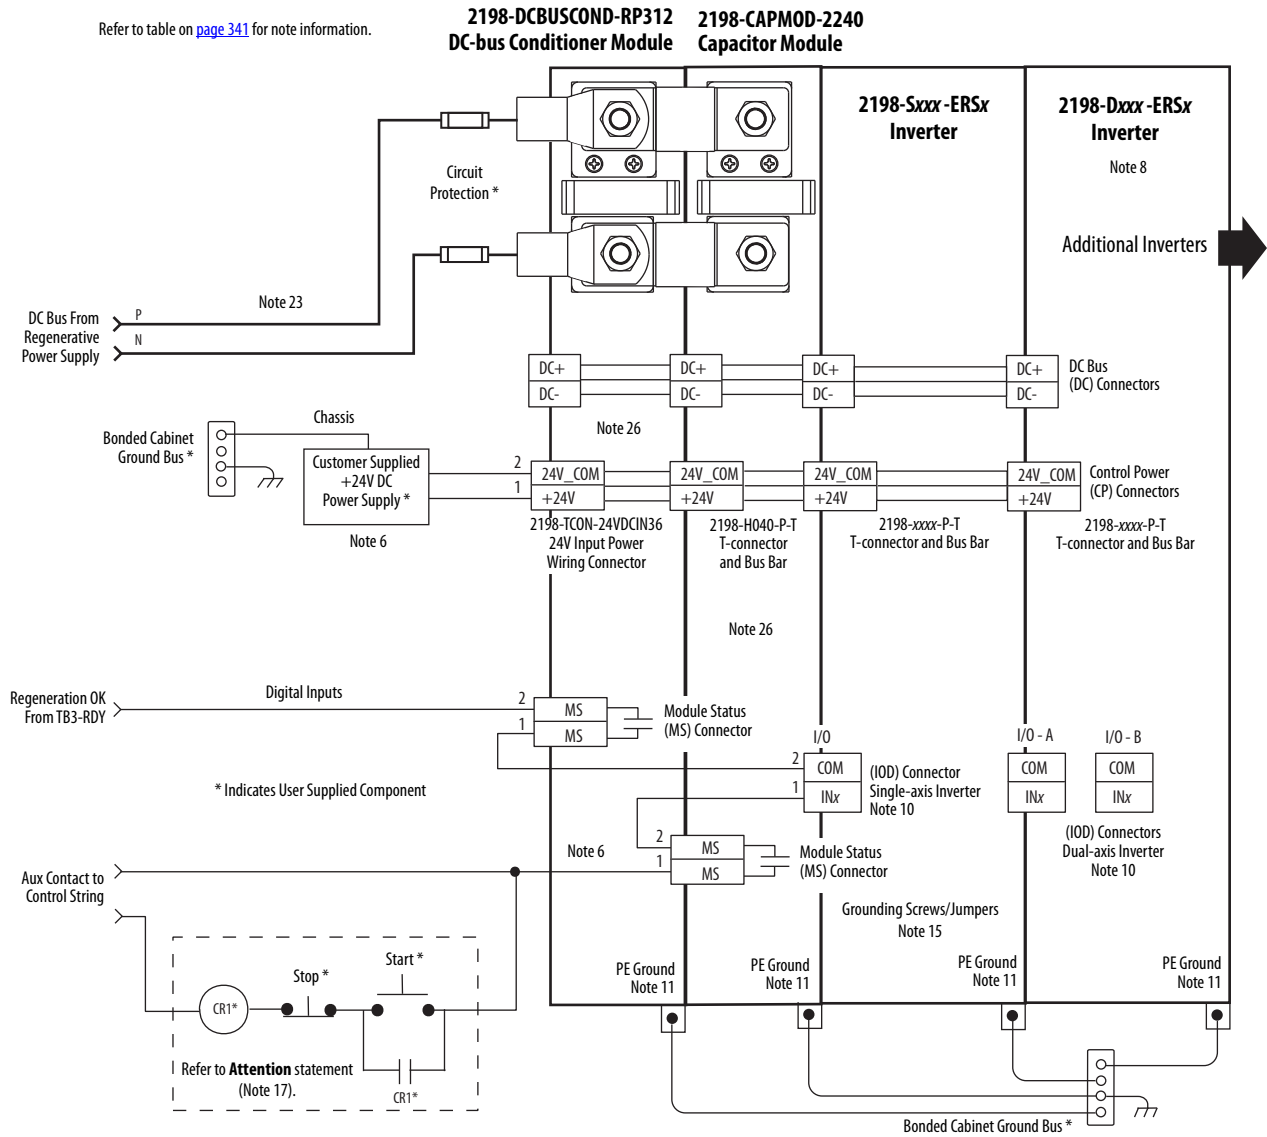 Refer to table on page 341 for note information.
2198-DCBUSCOND-RP312
DC-bus Conditioner Module
2198-CAPMOD-2240
Capacitor Module
2198-Sxxx -ERSx
Inverter
2198-Dxxx -ERSx
Inverter
Note 8
Circuit
Protection *
Additional Inverters
Note 23
DC Bus From
Regenerative
Power Supply
P
N
DC+
DC-
DC+
DC-
DC+
DC-
DC+
DC-
DC Bus
(DC) Connectors
Note 26
Chassis
Bonded Cabinet
Ground Bus *
Customer Supplied
+24V DC
Power Supply *
Note 6
2
1
24V_COM
+24V
24V_COM
+24V
24V_COM
+24V
24V_COM
+24V
Control Power
(CP) Connectors
2198-TCON-24VDCIN36
24V Input Power
Wiring Connector
2198-H040-P-T
T-connector
and Bus Bar
2198-xxxx-P-T
T-connector and Bus Bar
2198-xxxx-P-T
T-connector and Bus Bar
Note 26
Regeneration OK
From TB3-RDY
Digital Inputs
2
1
MS
MS
Module Status
(MS) Connector
I/O
2
1
COM
INx
(IOD) Connector
Single-axis Inverter
Note 10
I/O - A
COM
INx
I/O - B
COM
INx
(IOD) Connectors
Dual-axis Inverter
Note 10
* Indicates User Supplied Component
Note 6
2
1
MS
MS
Module Status
(MS) Connector
Aux Contact to
Control String
Grounding Screws/Jumpers
Note 15
CR1*
Stop *
Start *
CR1*
Refer to Attention statement
(Note 17).
PE Ground
Note 11
PE Ground
Note 11
PE Ground
Note 11
PE Ground
Note 11
Bonded Cabinet Ground Bus *